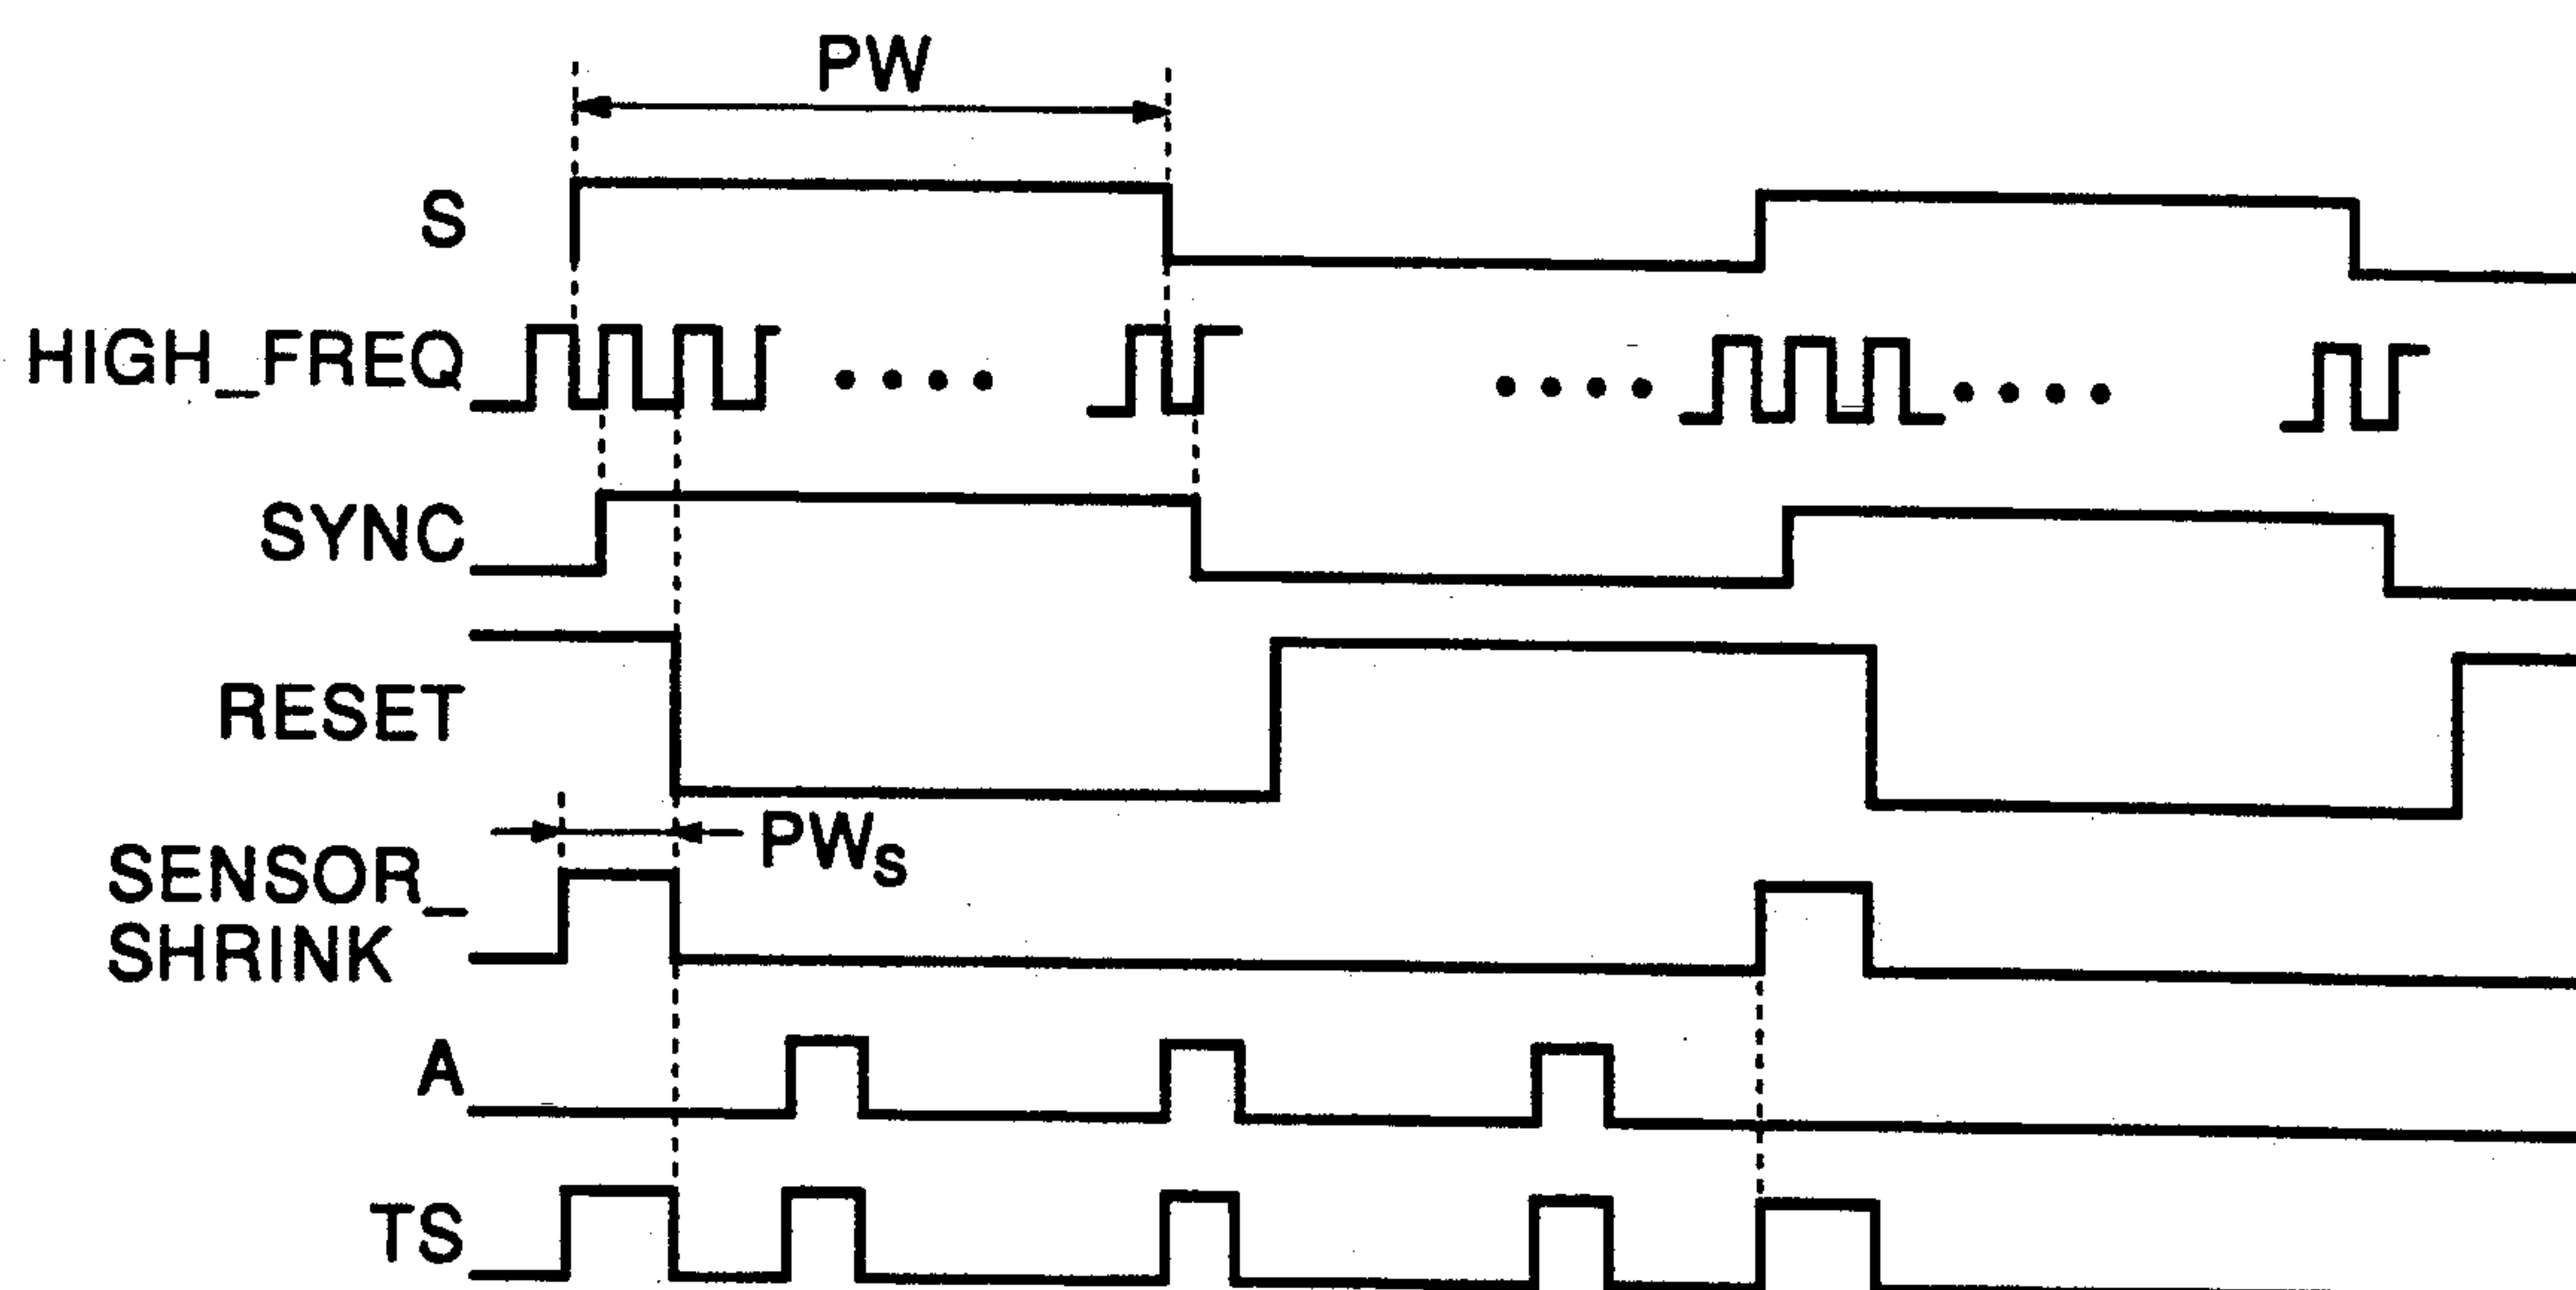 PW
S
HIGH_FREQ
SYNC
RESET
PWS
SENSOR_
SHRINK
A
TS